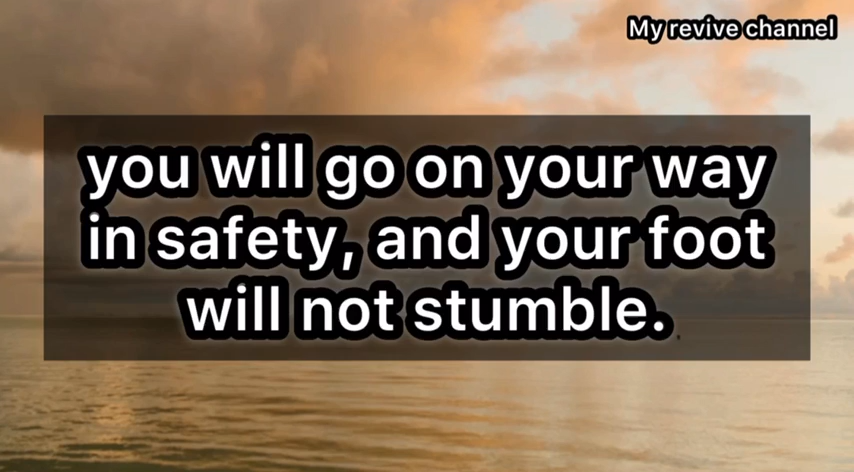 My revive channel
you will go on your way
in safety, and your foot
will not stumble.